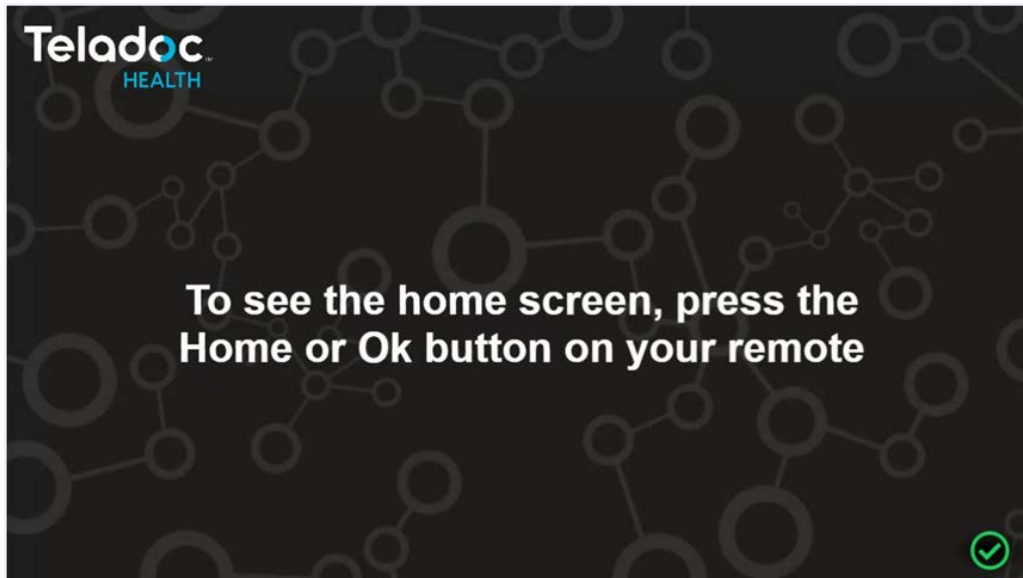 Teladoc
HEALTH
To see the home screen, press the
Home or Ok button on your remote